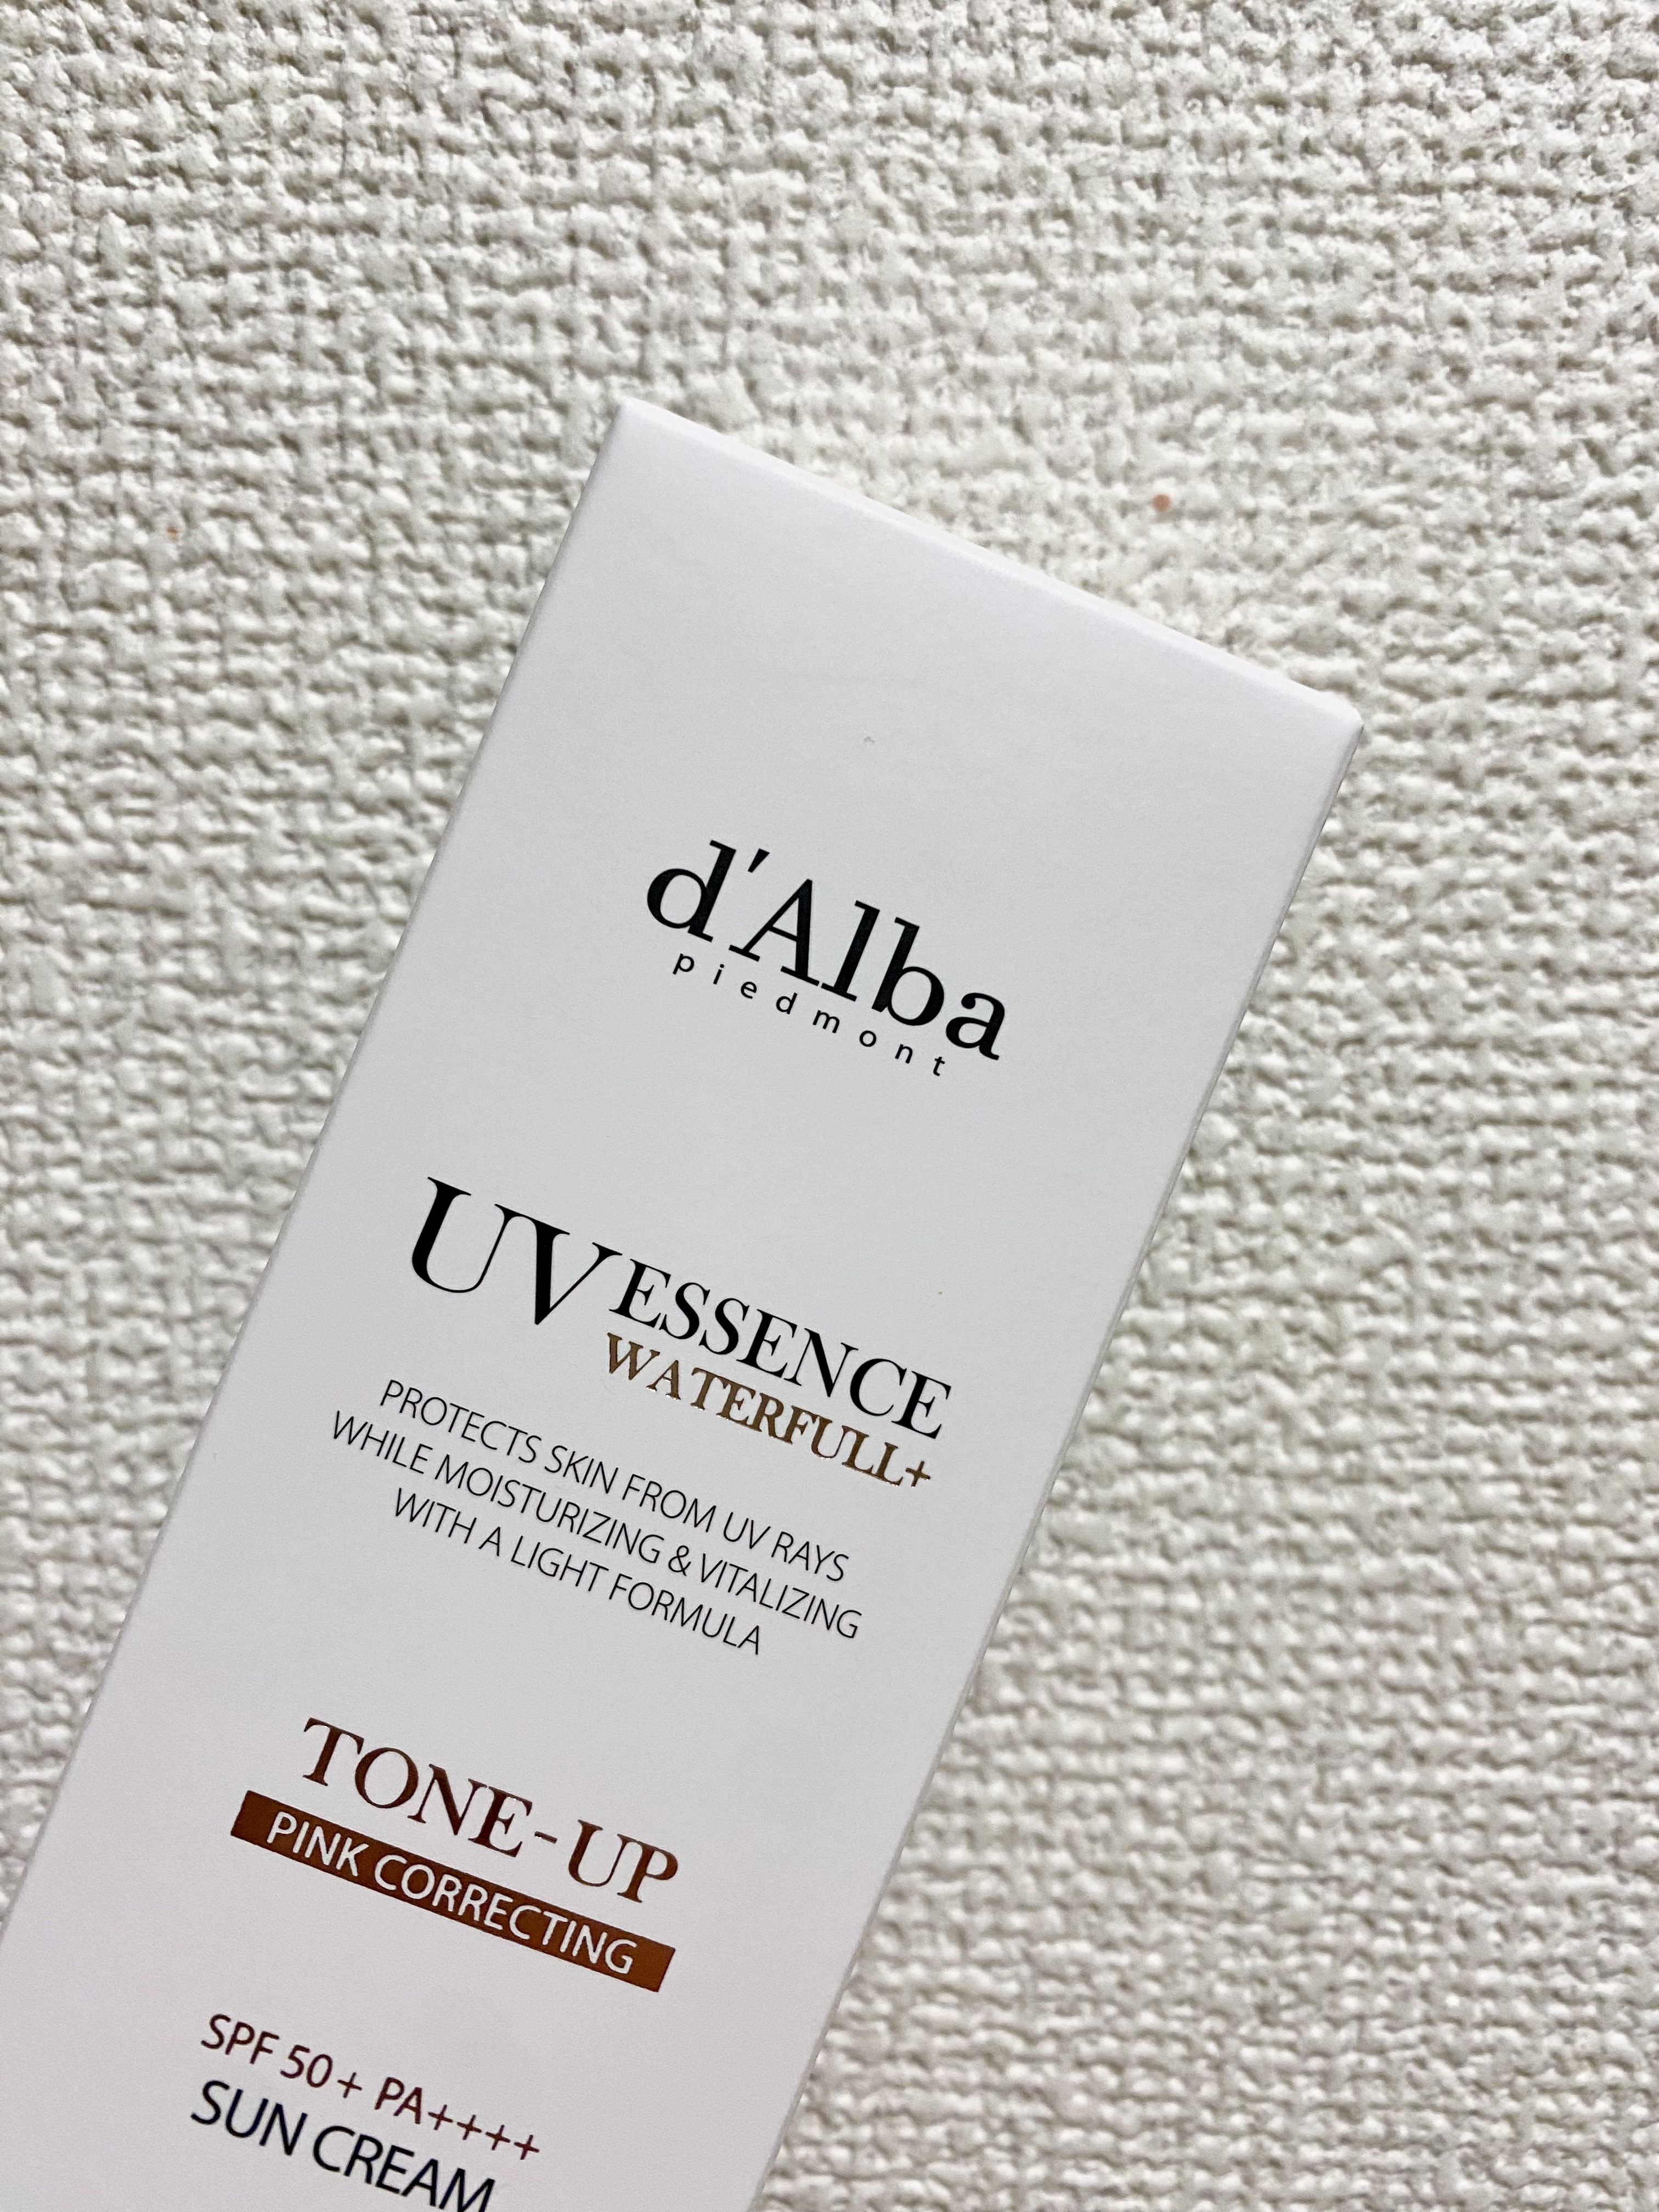 d'Alba
piedmont
UV ESSENCE
WATERFULL+
PROTECTS SKIN FROM UV RAYS
WHILE MOISTURIZING & VITALIZING
WITH A LIGHT FORMULA
TONE-UP
PINK CORRECTING
SPF 50+ PA++++
SUN CREAM